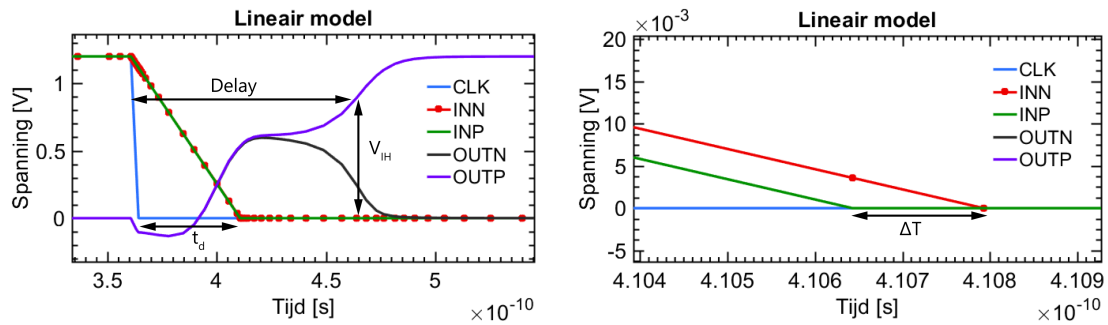 Lineair model
Spanning [V]
1
0.5
0
Delay
V_IH
t_d
CLK
INN
INP
OUTN
OUTP
3.5
4
4.5
5
Tijd [s]
×10⁻¹⁰
Lineair model
×10⁻³
Spanning [V]
20
15
10
5
0
-5
CLK
INN
INP
OUTN
OUTP
ΔT
4.104
4.105
4.106
4.107
4.108
4.109
Tijd [s]
×10⁻¹⁰